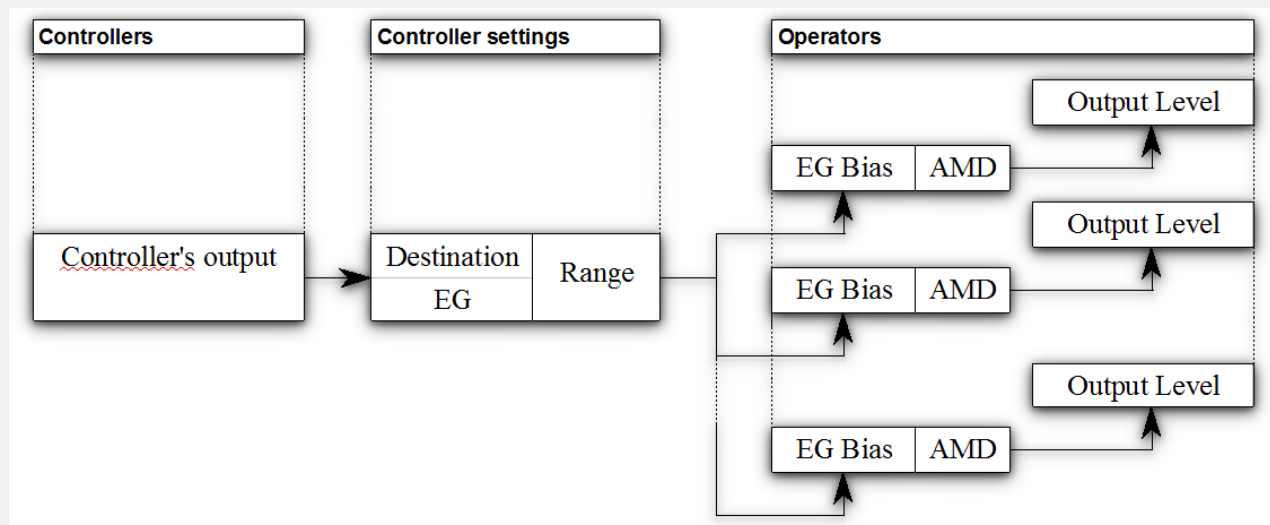 Controllers
Controller settings
Operators
Output Level
EG Bias
AMD
Output Level
Controller's output
Destination
EG
Range
EG Bias
AMD
Output Level
EG Bias
AMD